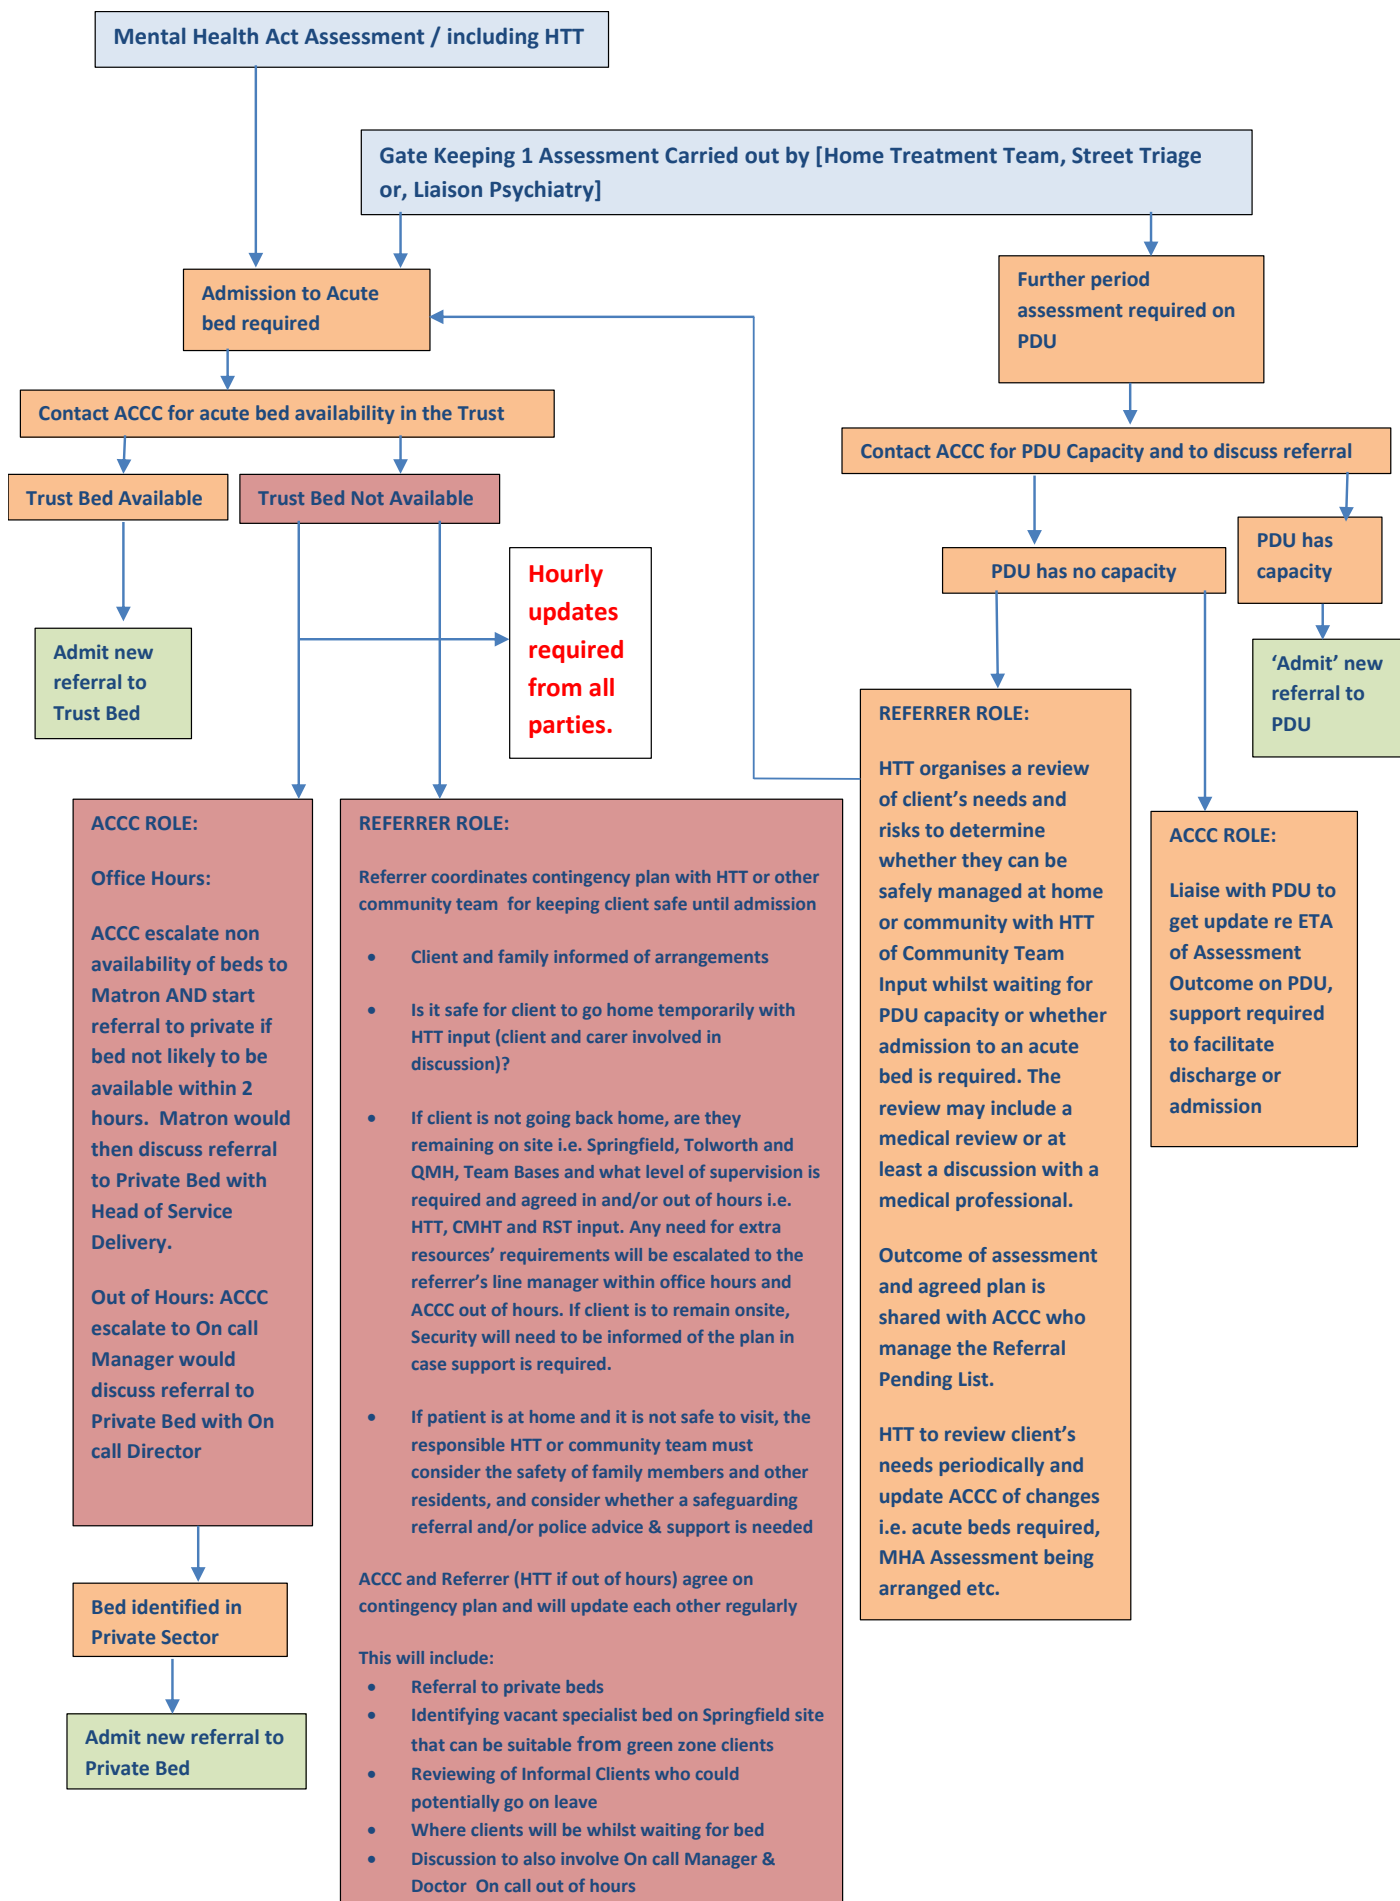 Mental Health Act Assessment / including HTT
Gate Keeping 1 Assessment Carried out by [Home Treatment Team, Street Triage
or, Liaison Psychiatry]
Admission to Acute
bed required
Further period
assessment required on
PDU
Contact ACCC for acute bed availability in the Trust
Contact ACCC for PDU Capacity and to discuss referral
Trust Bed Available
Trust Bed Not Available
PDU has no capacity
PDU has
capacity
Hourly
updates
required
from all
parties.
Admit new
referral to
Trust Bed
‘Admit’ new
referral to
PDU
ACCC ROLE:
Office Hours:
ACCC escalate non
availability of beds to
Matron AND start
referral to private if
bed not likely to be
available within 2
hours.  Matron would
then discuss referral
to Private Bed with
Head of Service
Delivery.
Out of Hours: ACCC
escalate to On call
Manager would
discuss referral to
Private Bed with On
call Director
Bed identified in
Private Sector
Admit new referral to
Private Bed
REFERRER ROLE:
Referrer coordinates contingency plan with HTT or other
community team  for keeping client safe until admission
• Client and family informed of arrangements
• Is it safe for client to go home temporarily with
HTT input (client and carer involved in
discussion)?
• If client is not going back home, are they
remaining on site i.e. Springfield, Tolworth and
QMH, Team Bases and what level of supervision is
required and agreed in and/or out of hours i.e.
HTT, CMHT and RST input. Any need for extra
resources’ requirements will be escalated to the
referrer’s line manager within office hours and
ACCC out of hours. If client is to remain onsite,
Security will need to be informed of the plan in
case support is required.
• If patient is at home and it is not safe to visit, the
responsible HTT or community team must
consider the safety of family members and other
residents, and consider whether a safeguarding
referral and/or police advice & support is needed
ACCC and Referrer (HTT if out of hours) agree on
contingency plan and will update each other regularly
This will include:
• Referral to private beds
• Identifying vacant specialist bed on Springfield site
that can be suitable from green zone clients
• Reviewing of Informal Clients who could
potentially go on leave
• Where clients will be whilst waiting for bed
• Discussion to also involve On call Manager &
Doctor  On call out of hours
REFERRER ROLE:
HTT organises a review
of client’s needs and
risks to determine
whether they can be
safely managed at home
or community with HTT
of Community Team
Input whilst waiting for
PDU capacity or whether
admission to an acute
bed is required. The
review may include a
medical review or at
least a discussion with a
medical professional.
Outcome of assessment
and agreed plan is
shared with ACCC who
manage the Referral
Pending List.
HTT to review client’s
needs periodically and
update ACCC of changes
i.e. acute beds required,
MHA Assessment being
arranged etc.
ACCC ROLE:
Liaise with PDU to
get update re ETA
of Assessment
Outcome on PDU,
support required
to facilitate
discharge or
admission